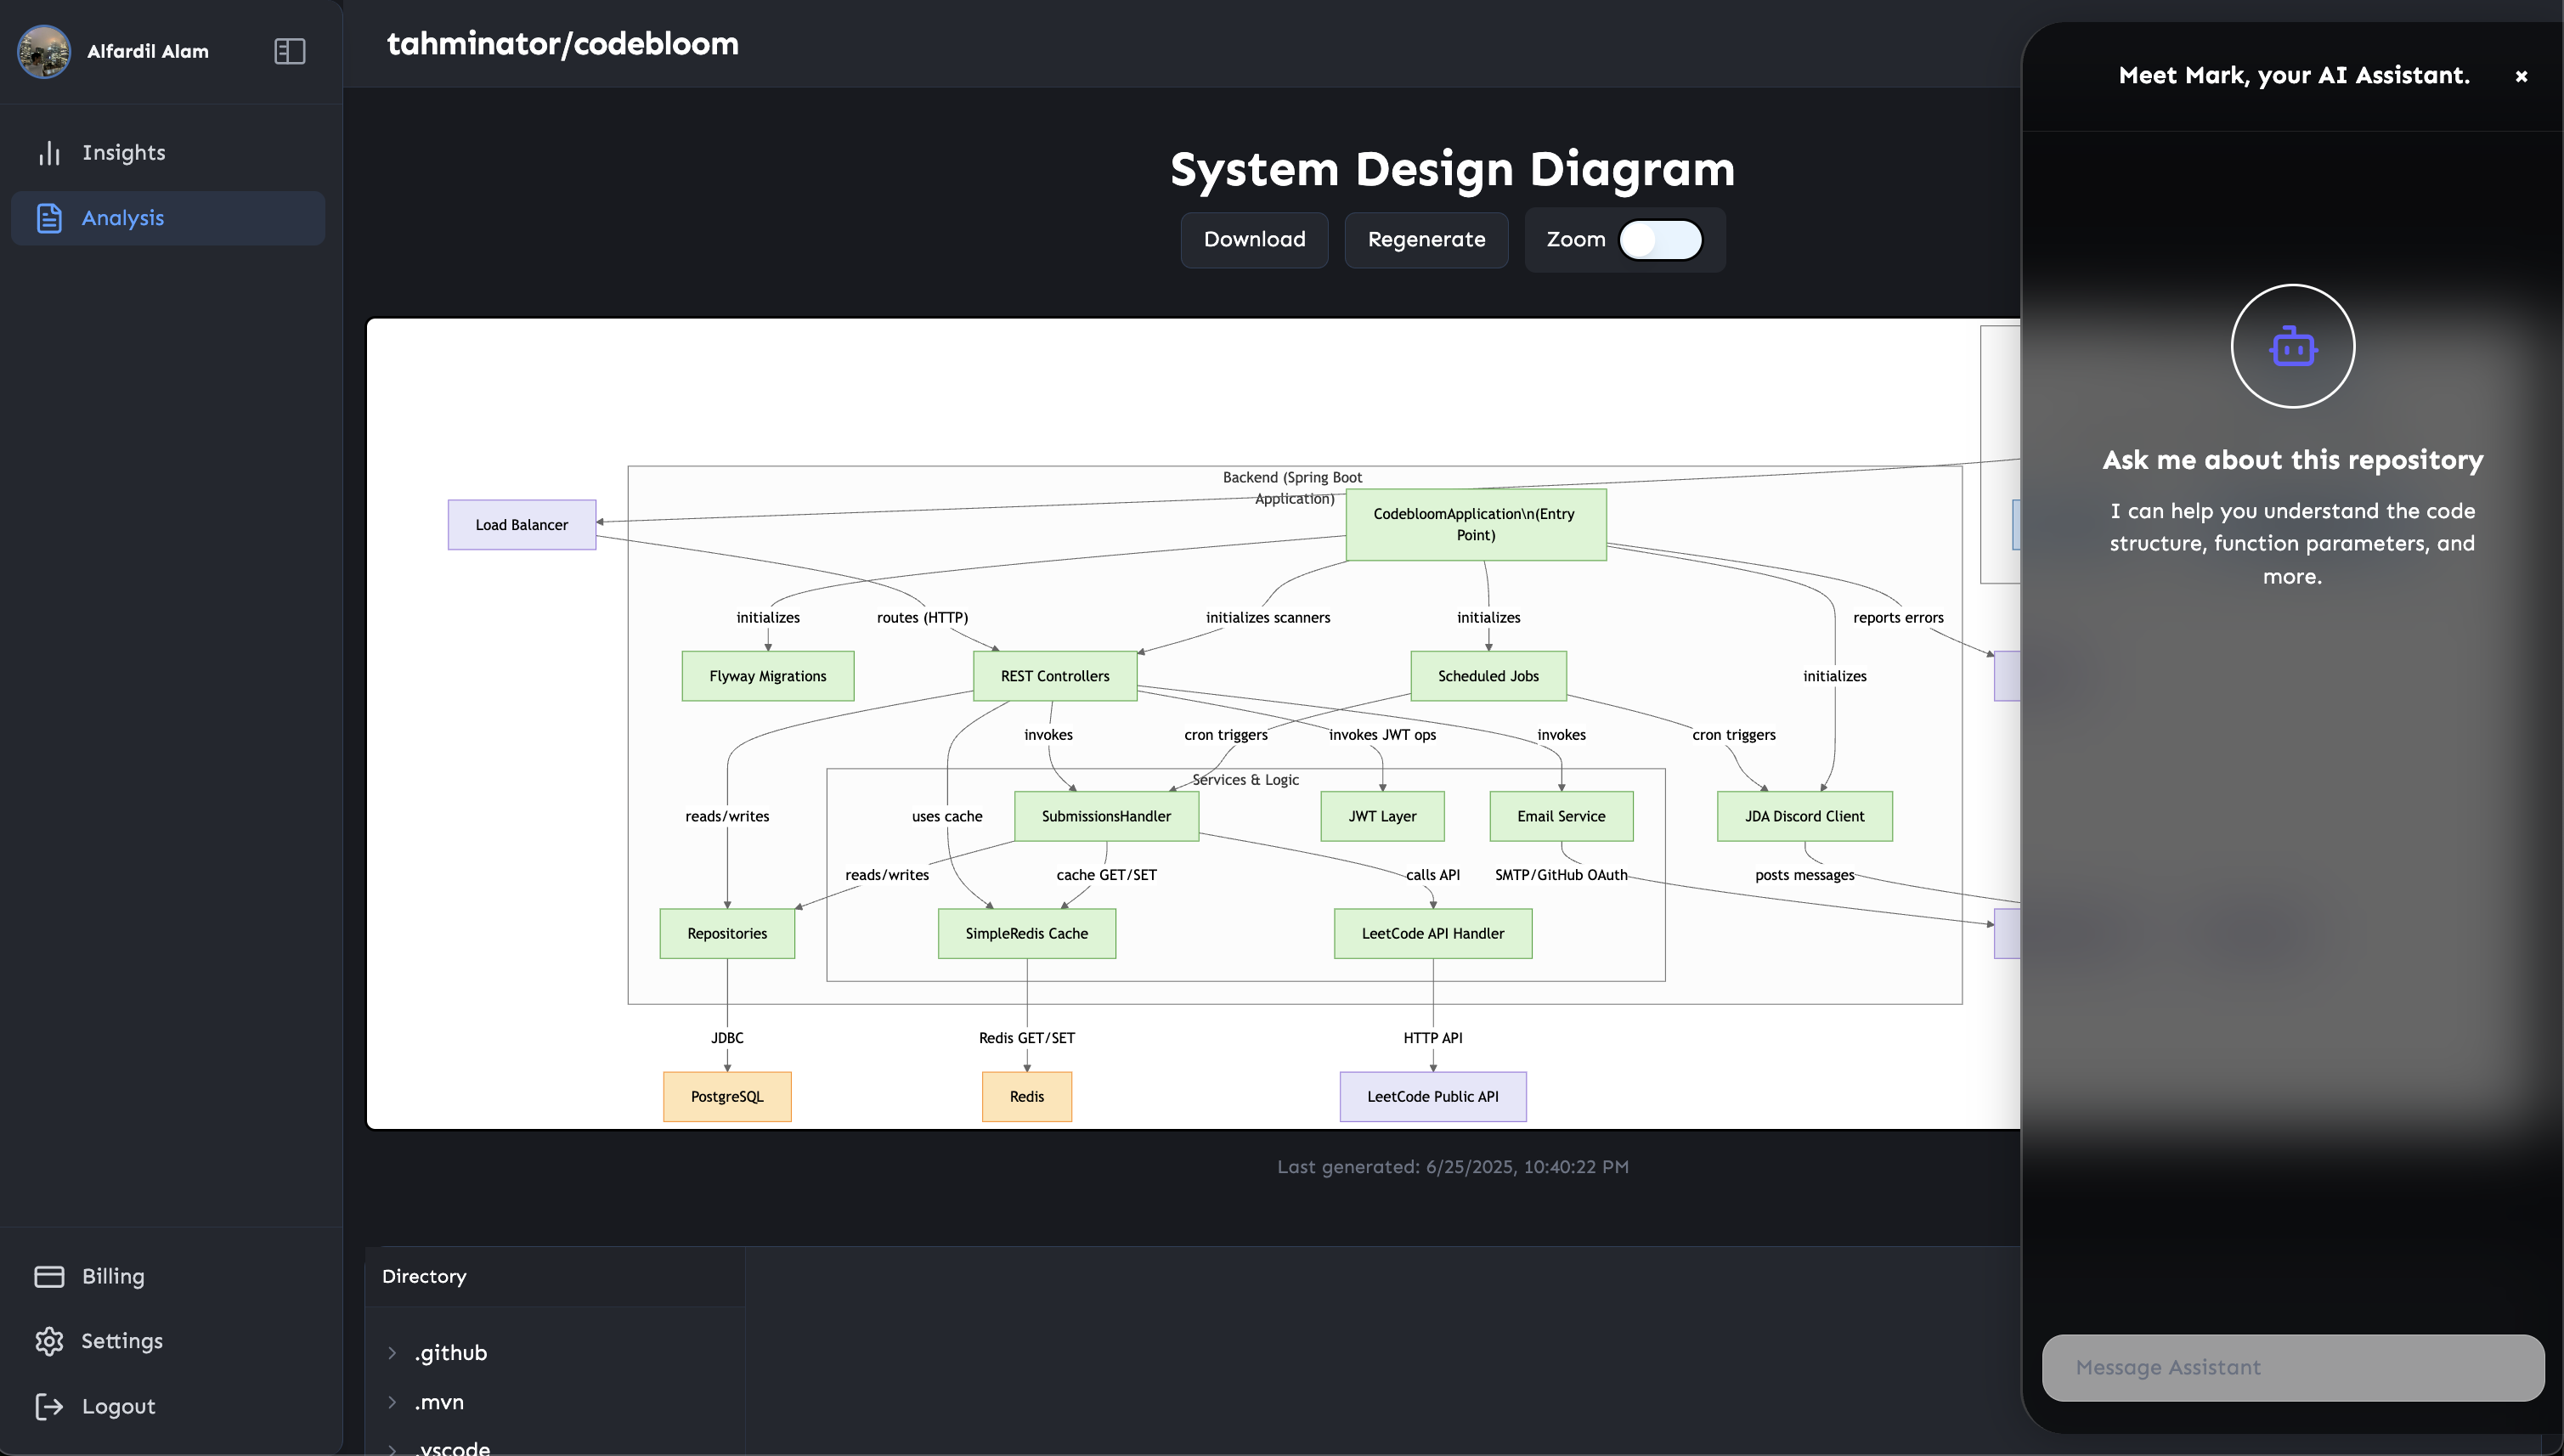 Alfardil Alam
Insights
Analysis
Billing
Settings
Logout
tahminator/codebloom
System Design Diagram
Download
Regenerate
Zoom
Backend (Spring Boot
Application)
Load Balancer
CodebloomApplication\n(Entry
Point)
initializes
routes (HTTP)
initializes scanners
initializes
reports errors
Flyway Migrations
REST Controllers
Scheduled Jobs
initializes
invokes
cron triggers
invokes JWT ops
invokes
cron triggers
Services & Logic
reads/writes
uses cache
SubmissionsHandler
JWT Layer
Email Service
JDA Discord Client
reads/writes
cache GET/SET
calls API
SMTP/GitHub OAuth
posts messages
Repositories
SimpleRedis Cache
LeetCode API Handler
JDBC
Redis GET/SET
HTTP API
PostgreSQL
Redis
LeetCode Public API
Last generated: 6/25/2025, 10:40:22 PM
Directory
.github
.mvn
.vscode
Meet Mark, your AI Assistant.
Ask me about this repository
I can help you understand the code
structure, function parameters, and
more.
Message Assistant